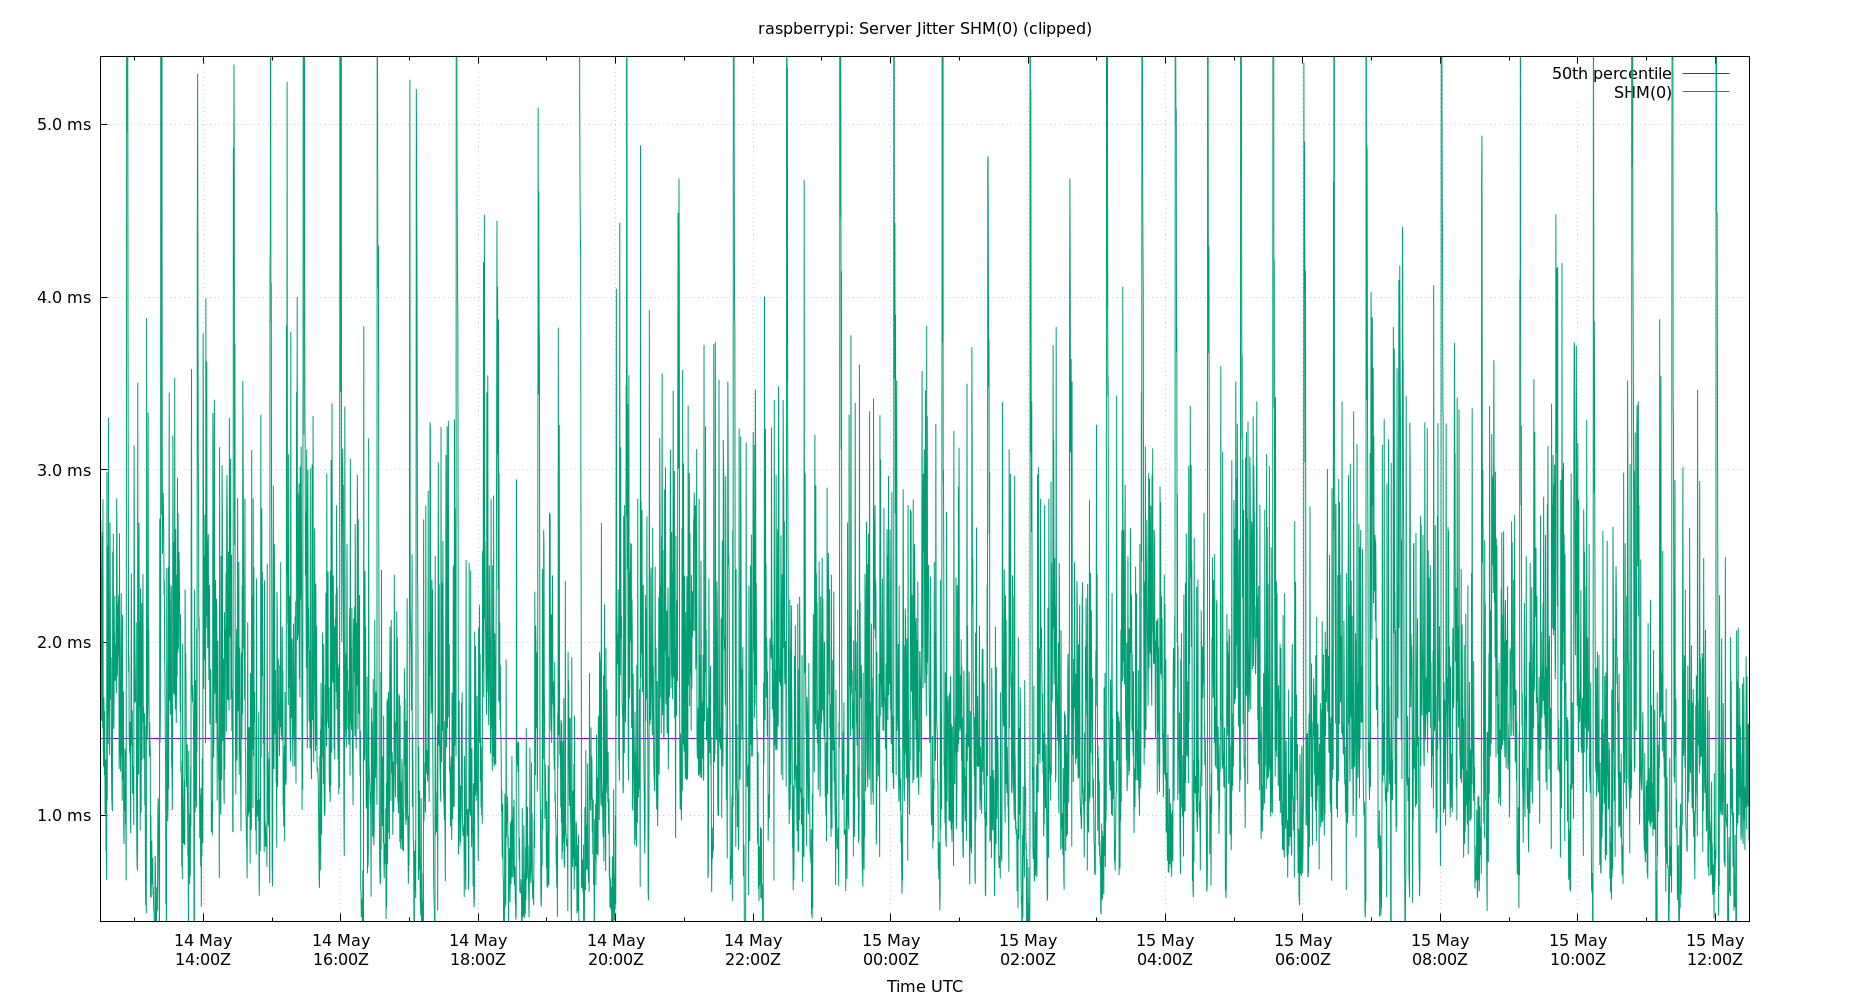 raspberrypi: Server Jitter SHM(0) (clipped)
50th percentile
SHM(0)
5.0 ms
4.0 ms
3.0 ms
2.0 ms
1.0 ms
14 May 14 May 14 May 14 May 14 May 15 May 15 May 15 May 15 May 15 May 15 May 15 May
14:00Z 16:00Z 18:00Z 20:00Z 22:00Z 00:00Z 02:00Z 04:00Z 06:00Z 08:00Z 10:00Z 12:00Z
Time UTC